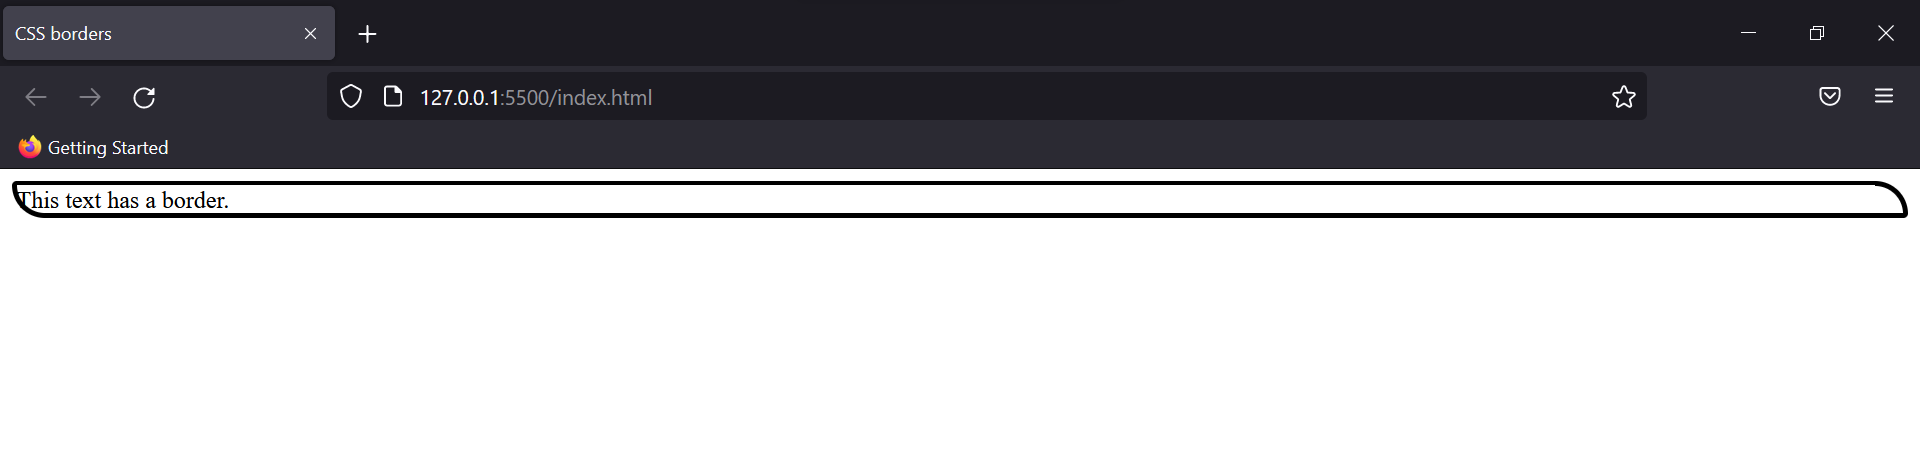 CSS borders
127.0.0.1:5500/index.html
Getting Started
This text has a border.